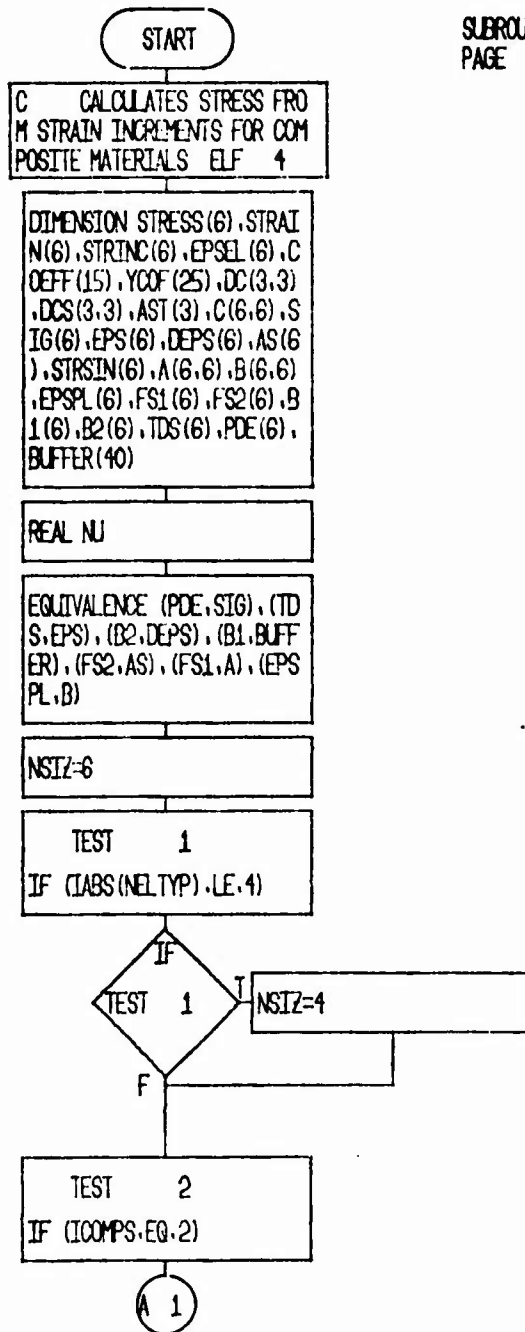 START
SUBROU
PAGE
C CALCULATES STRESS FRO
M STRAIN INCREMENTS FOR COM
POSITE MATERIALS ELF 4
DIMENSION STRESS(6),STRAI
N(6),STRINC(6),EPSEL(6),C
OEFF(15),YCOF(25),DC(3,3)
,DCS(3,3),AST(3),C(6,6),S
IG(6),EPS(6),DEPS(6),AS(6
),STRSIN(6),A(6,6),B(6,6)
,EPSPL(6),FS1(6),FS2(6),B
1(6),B2(6),TDS(6),PDE(6),
BUFFER(40)
REAL NU
EQUIVALENCE (PDE,SIG),(TD
S,EPS),(B2,DEPS),(B1,BUFF
ER),(FS2,AS),(FS1,A),(EPS
PL,B)
NSIZ=6
TEST 1
IF (IABS(NELTYP).LE.4)
IF
TEST 1
T
NSIZ=4
F
TEST 2
IF (ICOMPS.EQ.2)
A 1